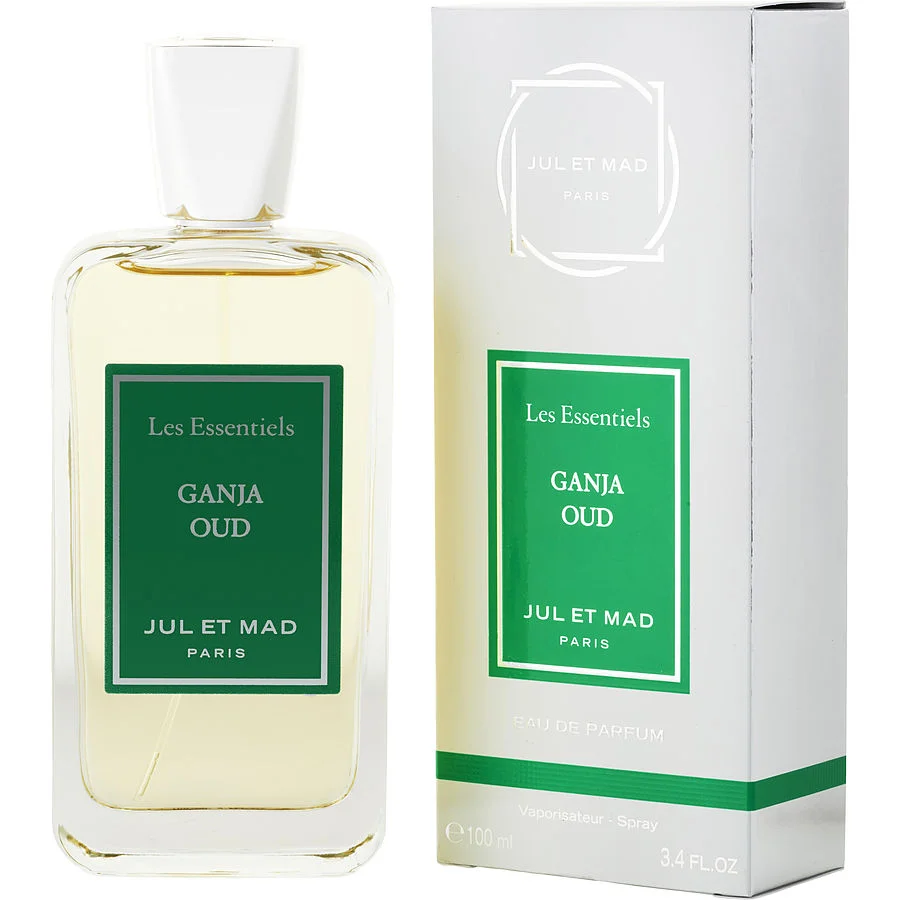 Les Essentiels
GANJA
OUD
JUL ET MAD
PARIS
JUL ET MAD
PARIS
Les Essentiels
GANJA
OUD
JUL ET MAD
PARIS
EAU DE PARFUM
Vaporisateur - Spray
℮100 ml
3.4 FL.OZ